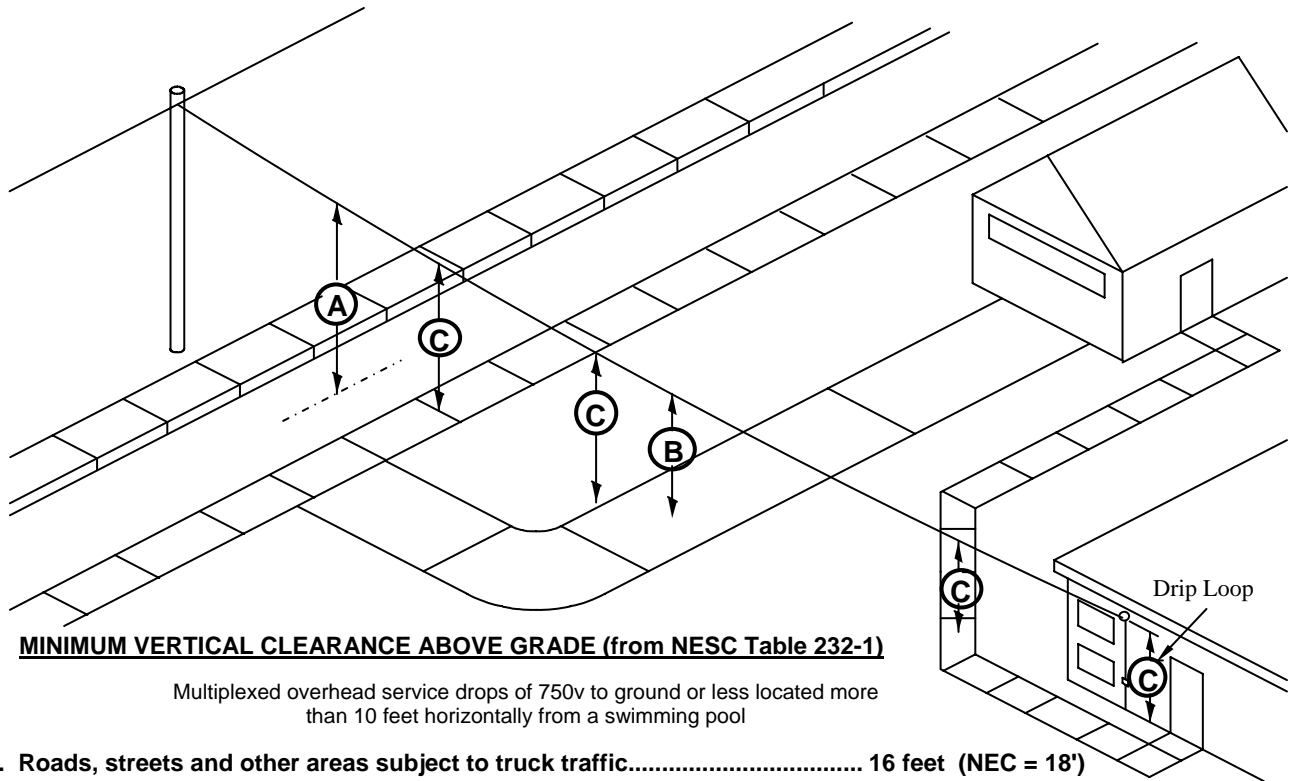 A
C
C
B
C
Drip Loop
C
MINIMUM VERTICAL CLEARANCE ABOVE GRADE (from NESC Table 232-1)
Multiplexed overhead service drops of 750v to ground or less located more
than 10 feet horizontally from a swimming pool
. Roads, streets and other areas subject to truck traffic.................................. 16 feet (NEC = 18')